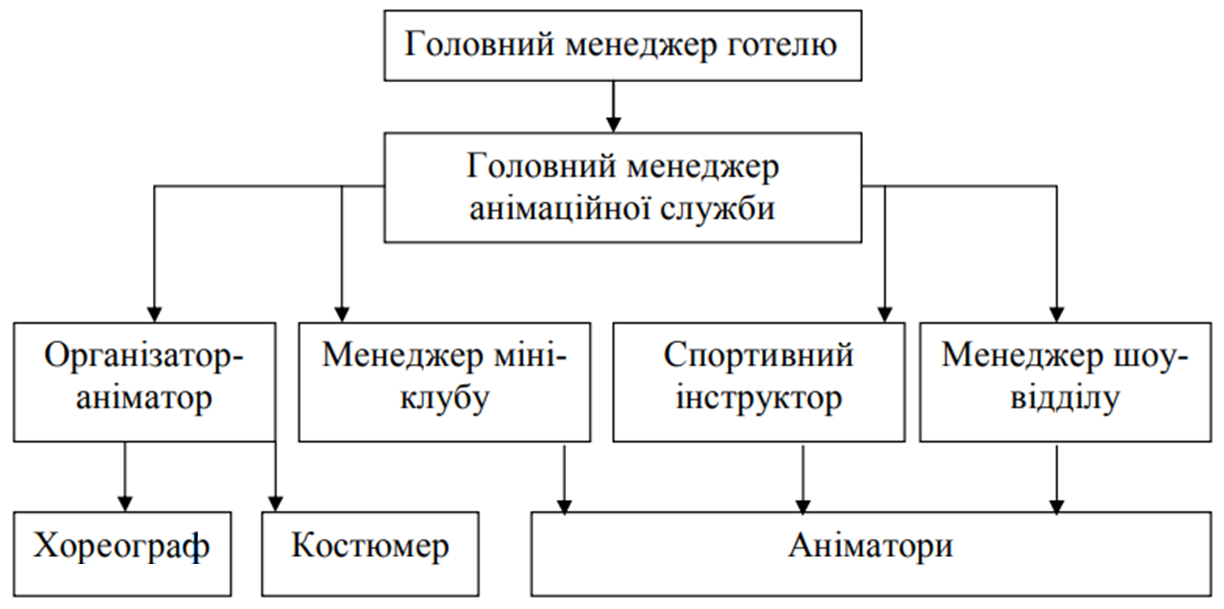 Головний менеджер готелю
Головний менеджер
анімаційної служби
Організатор-
аніматор
Менеджер міні-
клубу
Спортивний
інструктор
Менеджер шоу-
відділу
Хореограф
Костюмер
Аніматори